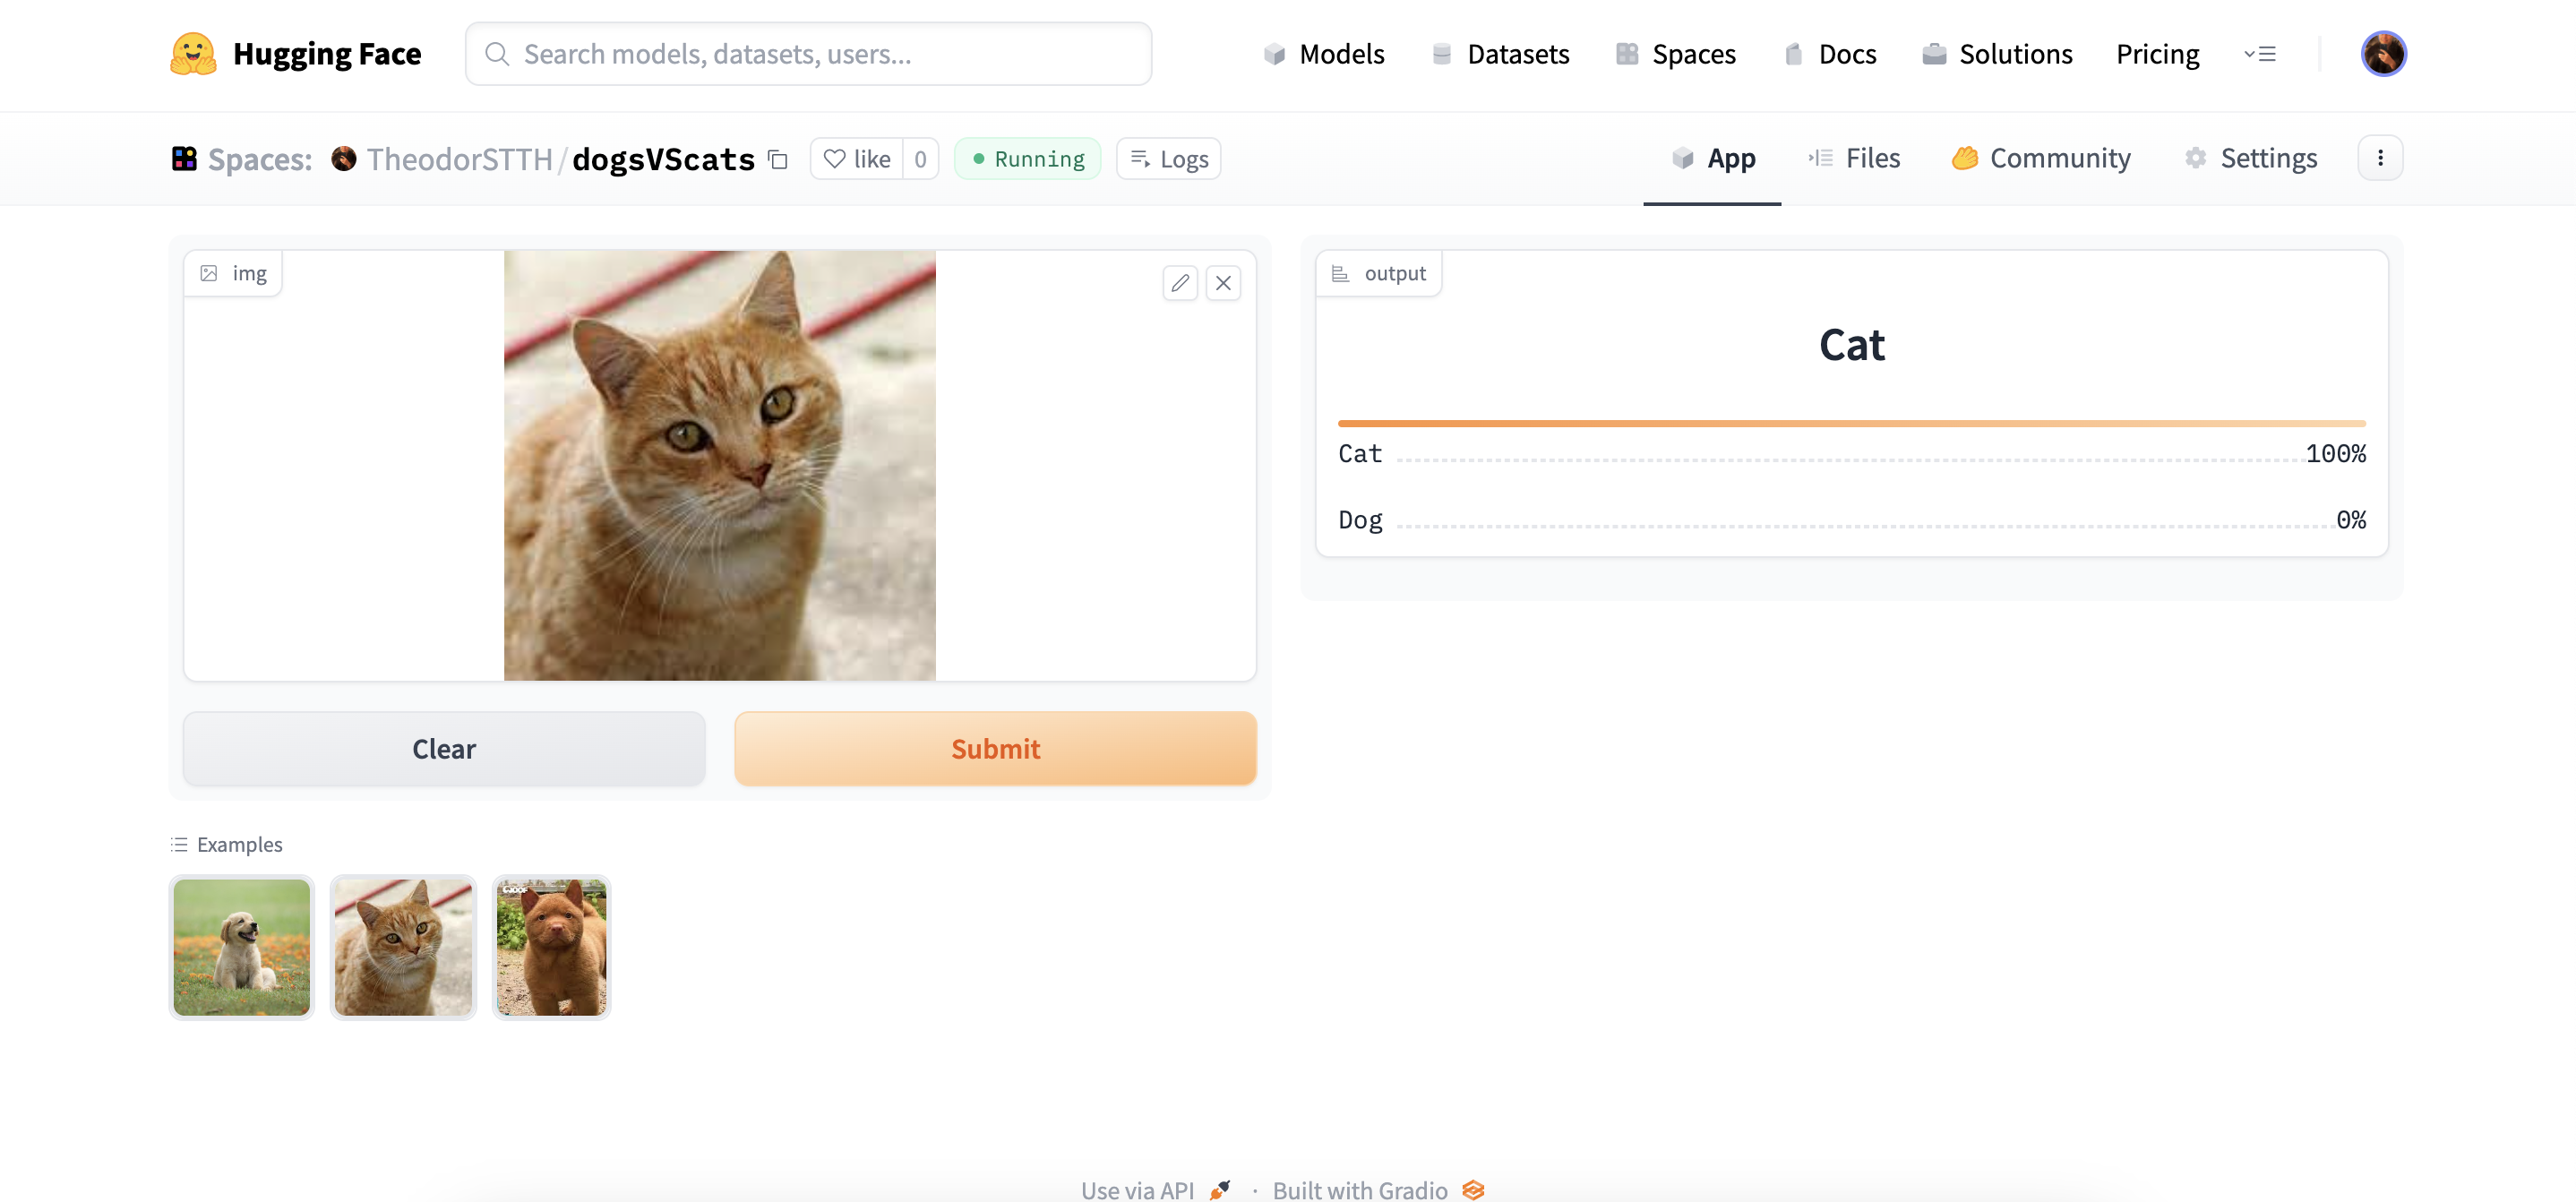 Hugging Face
Search models, datasets, users...
Models
Datasets
Spaces
Docs
Solutions
Pricing
Spaces:
TheodorSTTH/dogsVScats
like
0
Running
Logs
App
Files
Community
Settings
img
output
Cat
Cat
100%
Dog
0%
Clear
Submit
Examples
Use via API
·
Built with Gradio